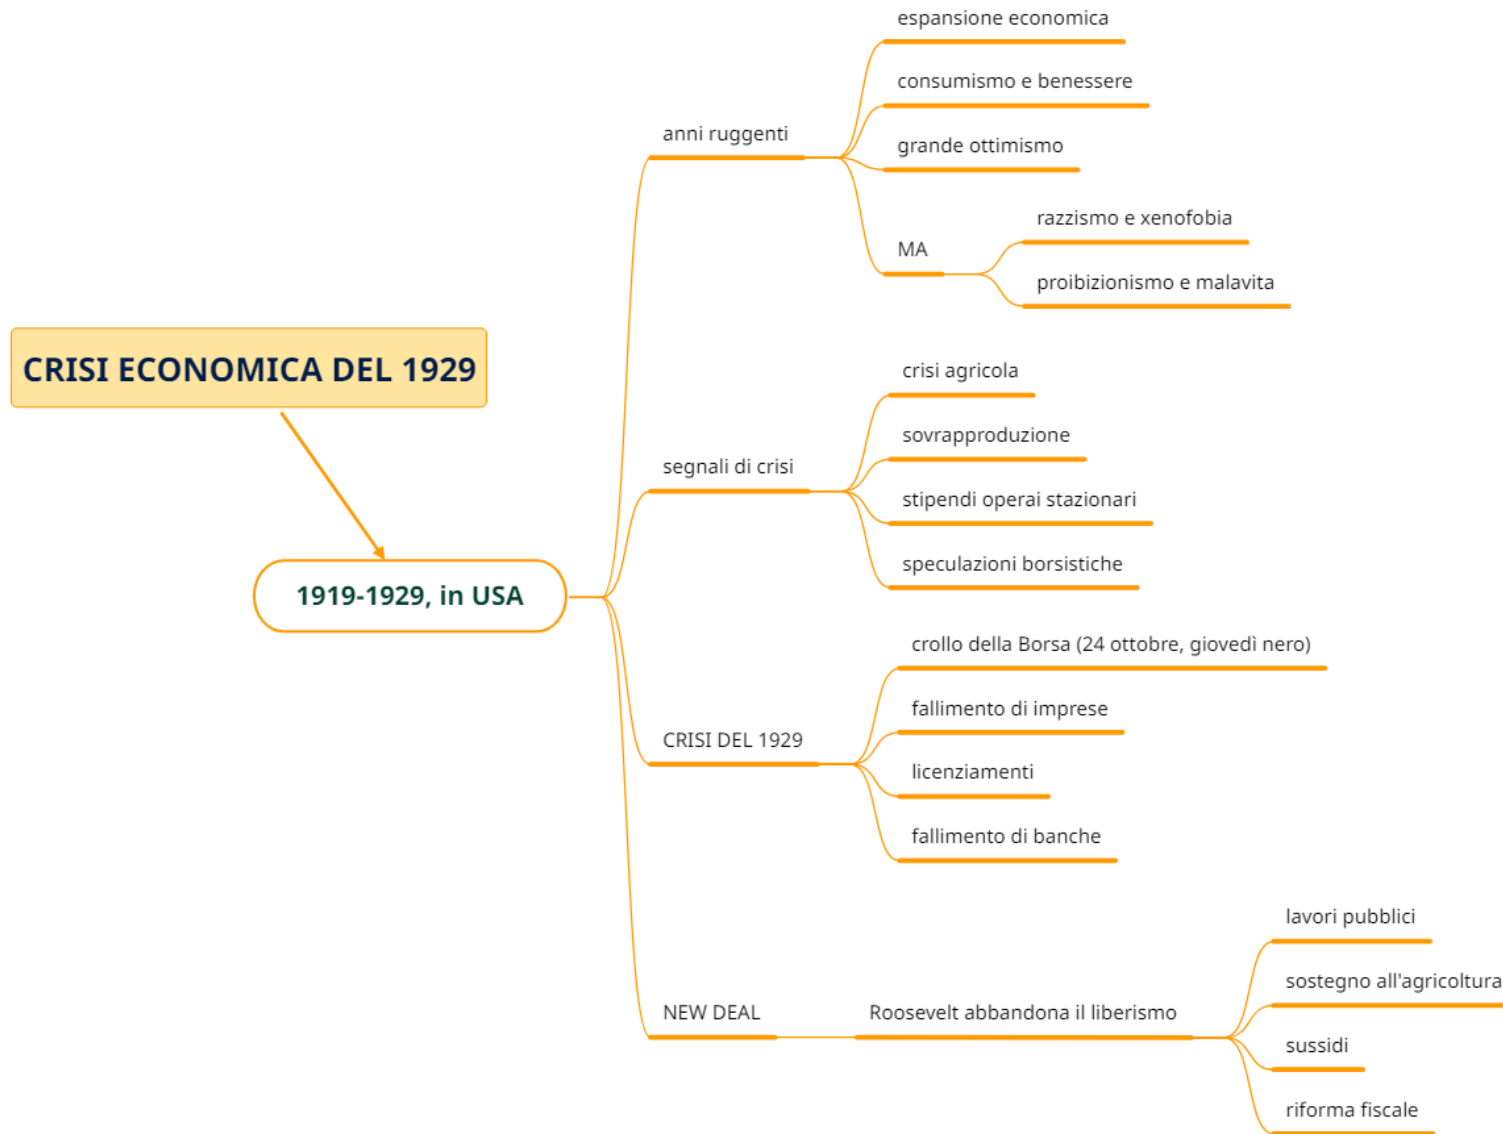 CRISI ECONOMICA DEL 1929
1919-1929, in USA
anni ruggenti
espansione economica
consumismo e benessere
grande ottimismo
MA
razzismo e xenofobia
proibizionismo e malavita
segnali di crisi
crisi agricola
sovrapproduzione
stipendi operai stazionari
speculazioni borsistiche
CRISI DEL 1929
crollo della Borsa (24 ottobre, giovedì nero)
fallimento di imprese
licenziamenti
fallimento di banche
NEW DEAL
Roosevelt abbandona il liberismo
lavori pubblici
sostegno all'agricoltura
sussidi
riforma fiscale